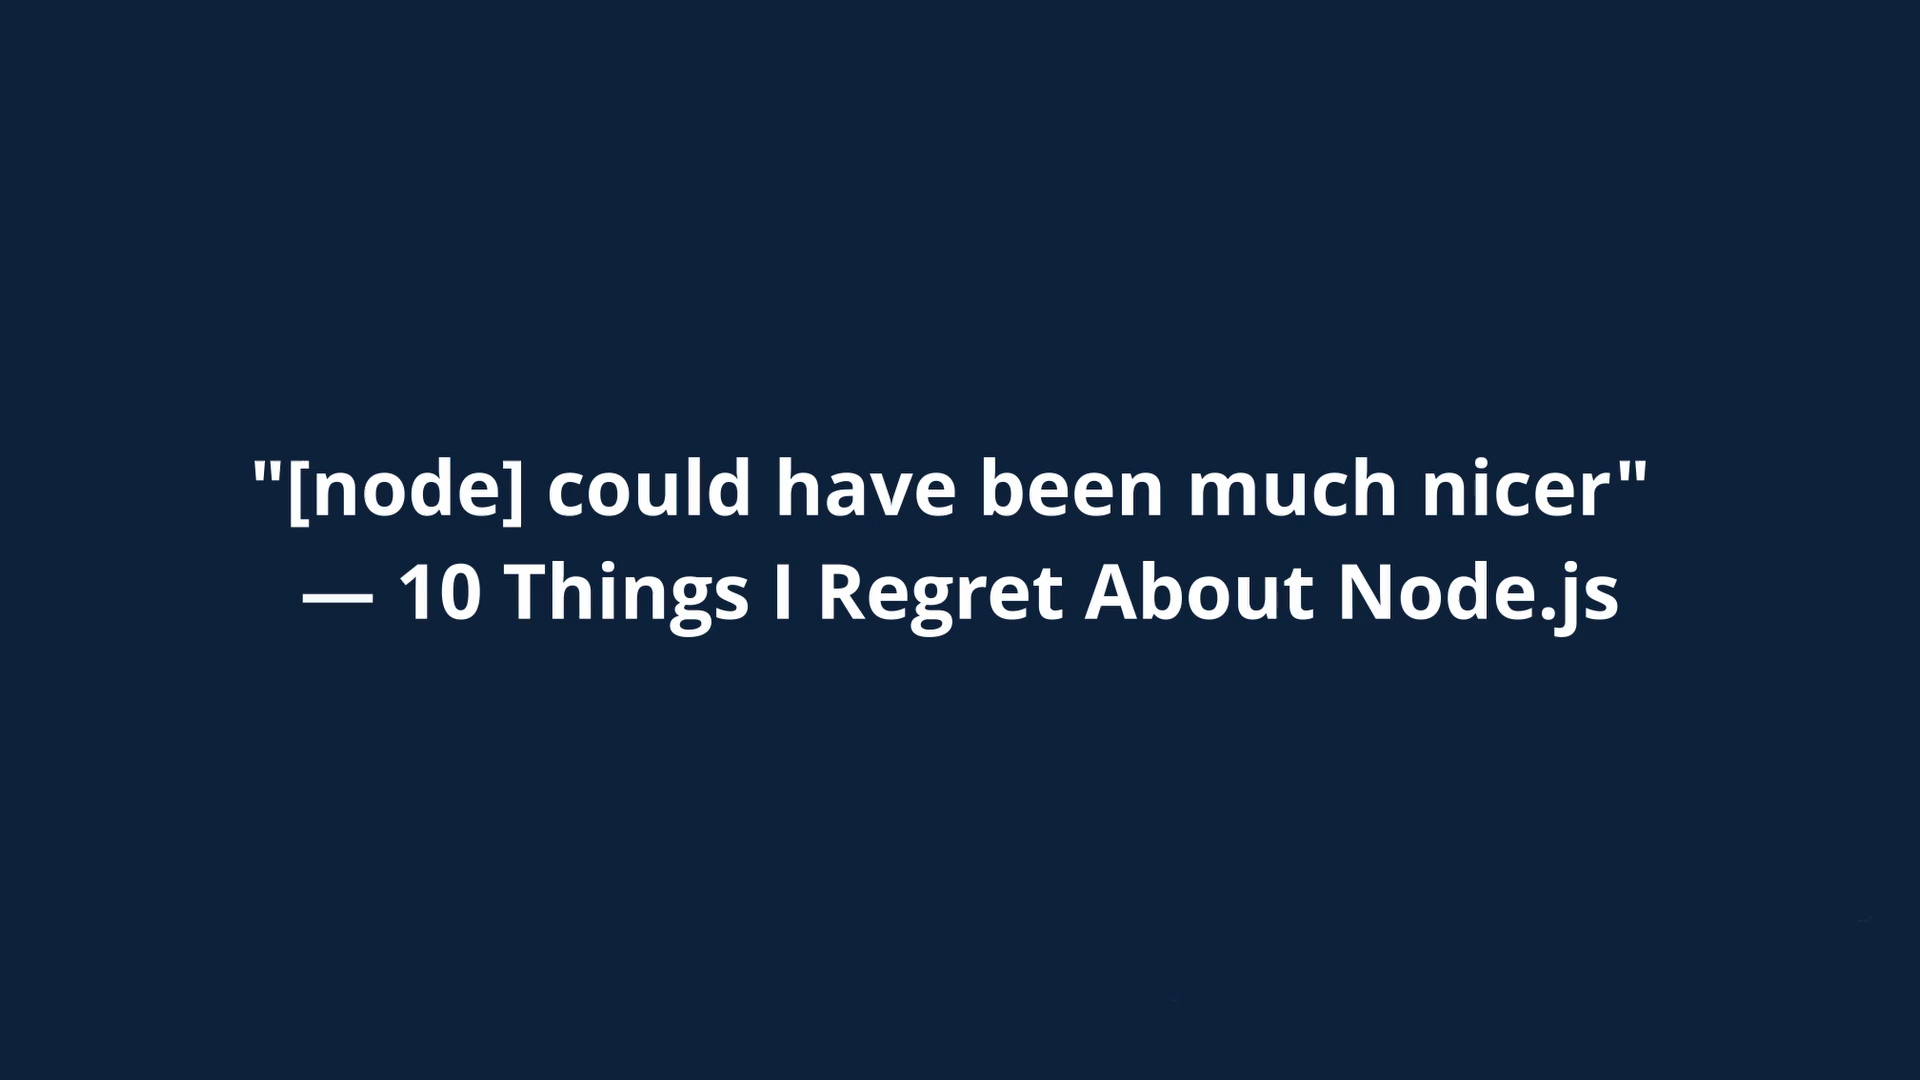 "[node] could have been much nicer"
— 10 Things I Regret About Node.js